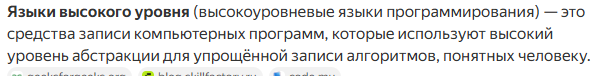 Языки высокого уровня (высокоуровневые языки программирования) — это
средства записи компьютерных программ, которые используют высокий
уровень абстракции для упрощённой записи алгоритмов, понятных человеку.